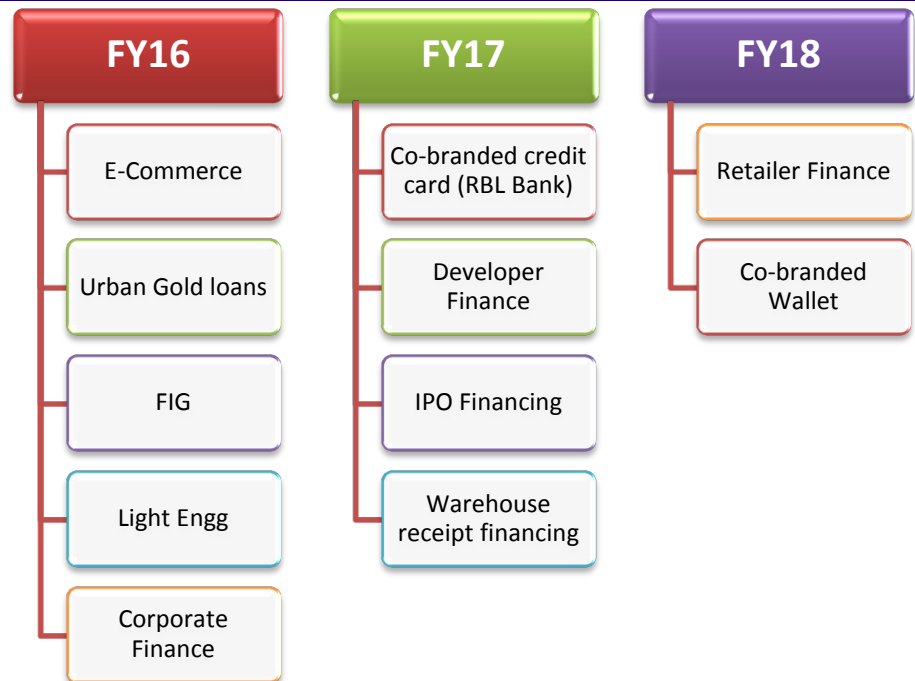 FY16
E-Commerce
Urban Gold loans
FIG
Light Engg
Corporate
Finance
FY17
Co-branded credit
card (RBL Bank)
Developer
Finance
IPO Financing
Warehouse
receipt financing
FY18
Retailer Finance
Co-branded
Wallet